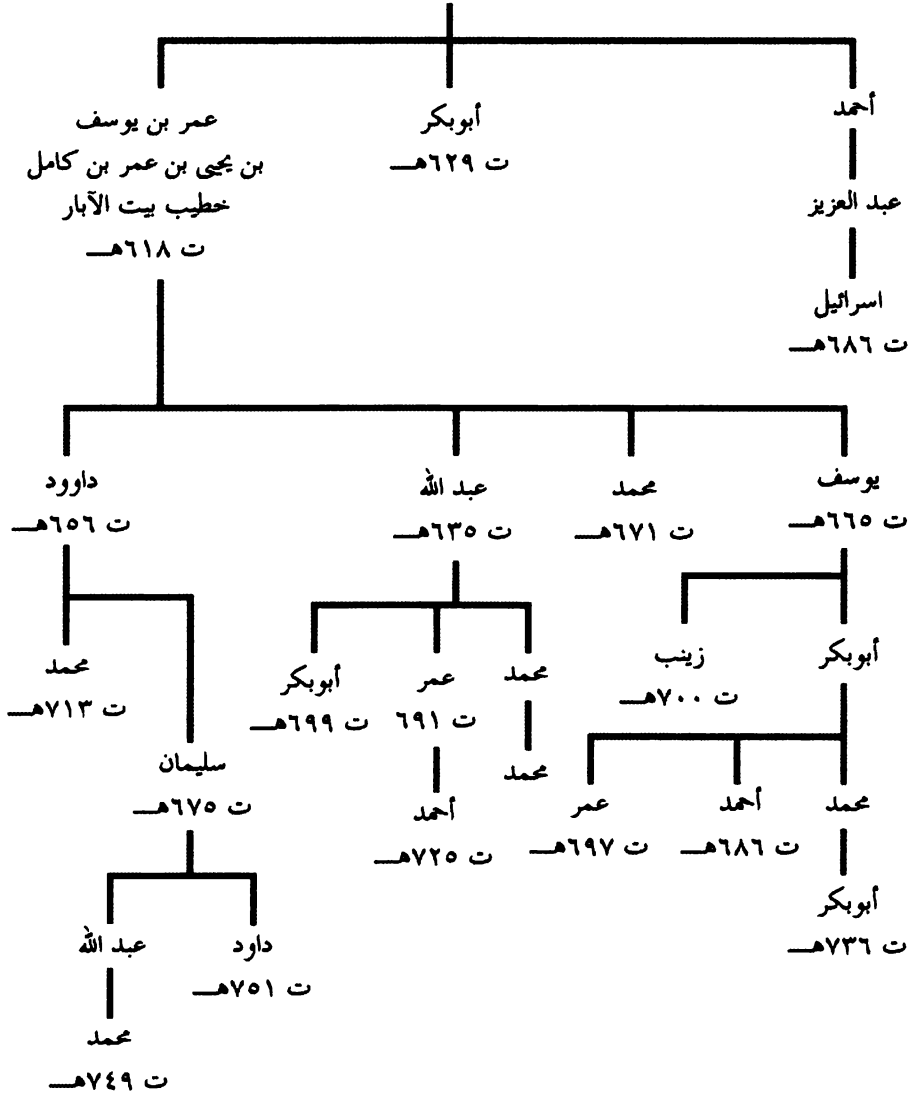 أحمد
عبد العزيز
اسرائيل
ت ٦٨٦هـ
أبوبكر
ت ٦٢٩هـ
عمر بن يوسف
بن يحيى بن عمر بن كامل
خطيب بيت الآبار
ت ٦١٨هـ
يوسف
ت ٦٦٥هـ
محمد
ت ٦٧١هـ
عبد الله
ت ٦٣٥هـ
داوود
ت ٦٥٦هـ
أبوبكر
زينب
ت ٧٠٠هـ
محمد
أحمد
ت ٦٨٦هـ
عمر
ت ٦٩٧هـ
أبوبكر
ت ٧٣٦هـ
محمد
محمد
عمر
ت ٦٩١
أحمد
ت ٧٢٥هـ
أبوبكر
ت ٦٩٩هـ
سليمان
ت ٦٧٥هـ
محمد
ت ٧١٣هـ
داود
ت ٧٥١هـ
عبد الله
محمد
ت ٧٤٩هـ